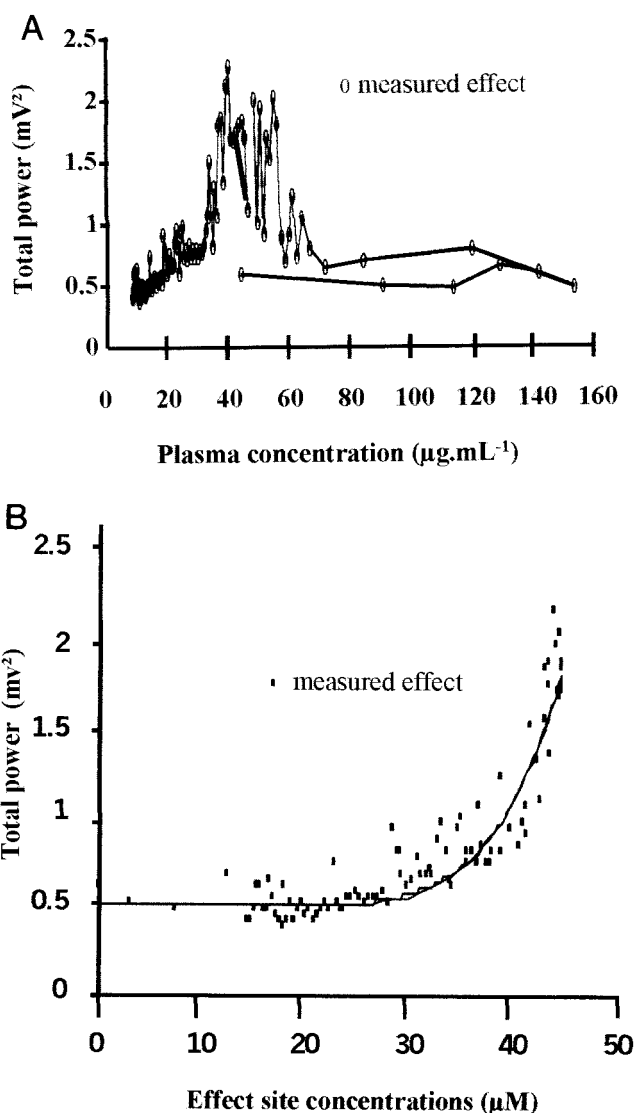 A
2.5
2
1.5
1
0.5
0
Total power (mV²)
o measured effect
0 20 40 60 80 100 120 140 160
Plasma concentration (µg.mL⁻¹)
B
2.5
2
1.5
1
0.5
0
Total power (mv²)
measured effect
0 10 20 30 40 50
Effect site concentrations (µM)